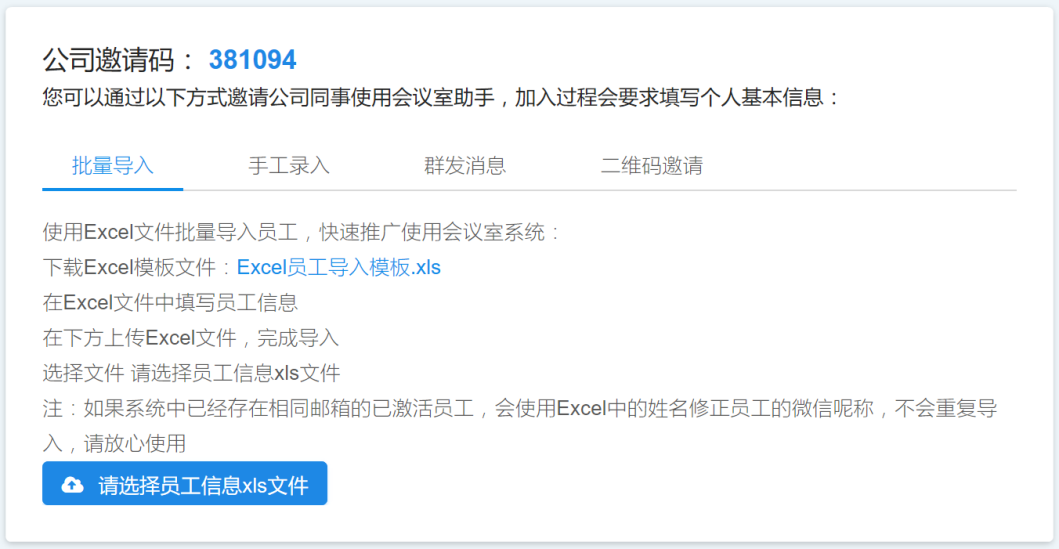 公司邀请码： 381094
您可以通过以下方式邀请公司同事使用会议室助手，加入过程会要求填写个人基本信息：
批量导入 手工录入 群发消息 二维码邀请
使用Excel文件批量导入员工，快速推广使用会议室系统：
下载Excel模板文件：Excel员工导入模板.xls
在Excel文件中填写员工信息
在下方上传Excel文件，完成导入
选择文件 请选择员工信息xls文件
注：如果系统中已经存在相同邮箱的已激活员工，会使用Excel中的姓名修正员工的微信呢称，不会重复导
入，请放心使用
请选择员工信息xls文件